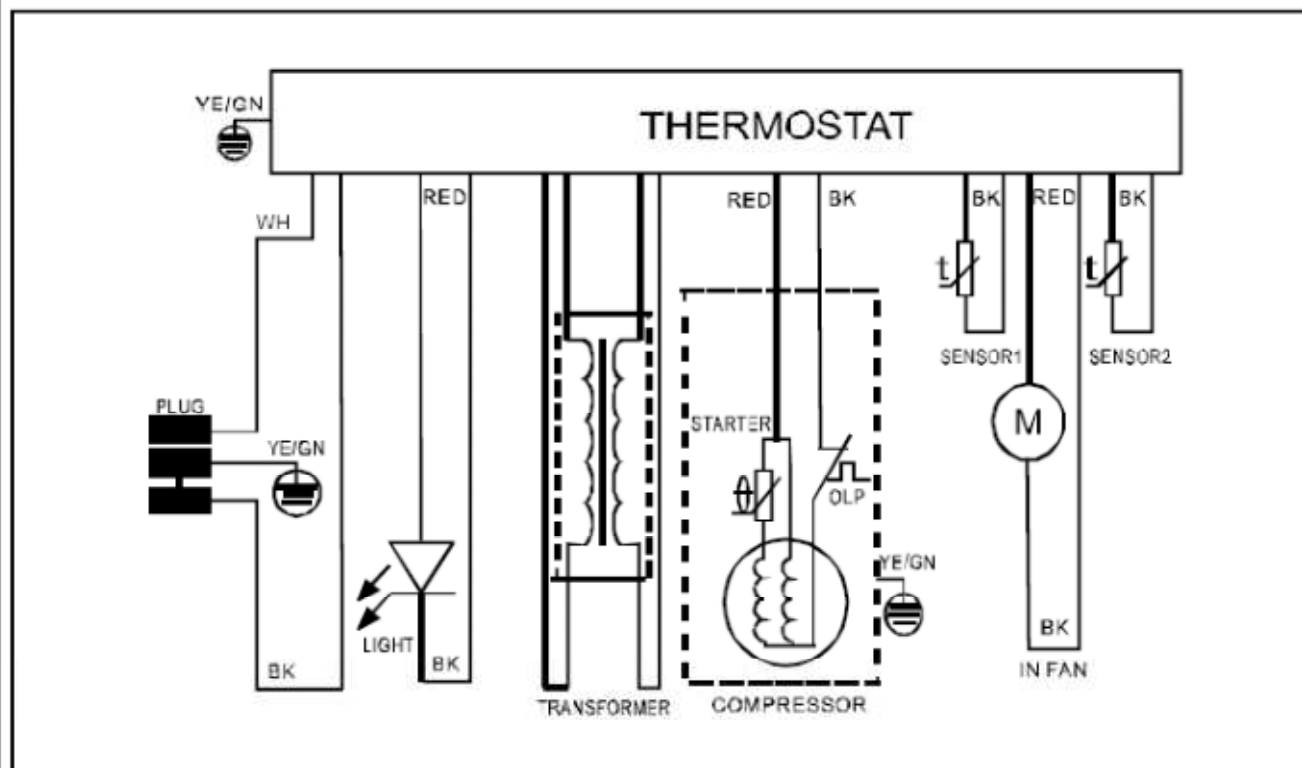 THERMOSTAT
YE/GN
WH
RED
RED
BK
BK
RED
BK
t
t
SENSOR1
SENSOR2
PLUG
YE/GN
STARTER
M
θ
OLP
YE/GN
LIGHT
BK
BK
BK
IN FAN
TRANSFORMER
COMPRESSOR